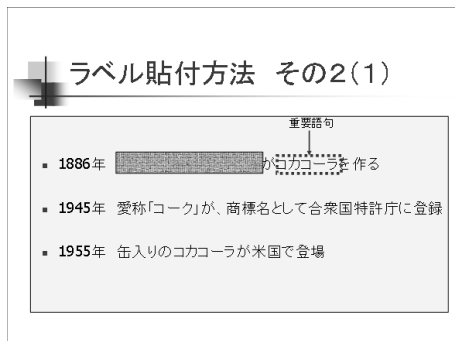 ラベル貼付方法 その2(1)
重要語句
1886年 がコカコーラを作る
1945年 愛称「コーク」が、商標名として合衆国特許庁に登録
1955年 缶入りのコカコーラが米国で登場